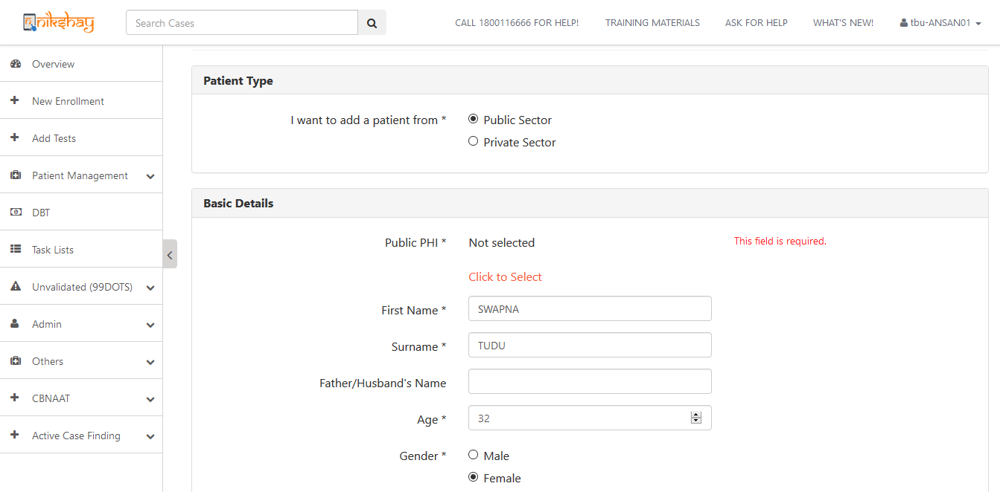 nikshay
Search Cases
CALL 1800116666 FOR HELP! TRAINING MATERIALS ASK FOR HELP WHAT'S NEW! tbu-ANSAN01
Overview
New Enrollment
Add Tests
Patient Management
DBT
Task Lists
Unvalidated (99DOTS)
Admin
Others
CBNAAT
Active Case Finding
Patient Type
I want to add a patient from * Public Sector
Private Sector
Basic Details
Public PHI * Not selected This field is required.
Click to Select
First Name * SWAPNA
Surname * TUDU
Father/Husband's Name
Age * 32
Gender * Male
Female